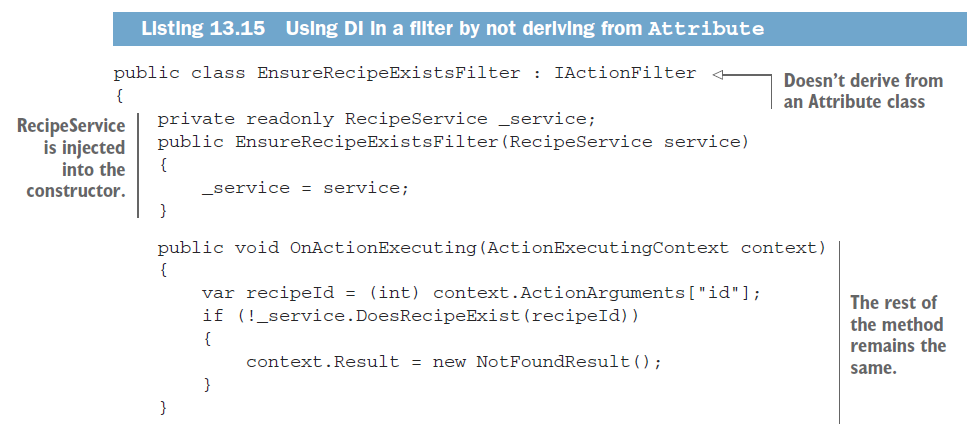 Listing 13.15 Using DI in a filter by not deriving from Attribute
public class EnsureRecipeExistsFilter : IActionFilter
Doesn't derive from
an Attribute class
{
RecipeService
is injected
into the
constructor.
private readonly RecipeService _service;
public EnsureRecipeExistsFilter(RecipeService service)
{
_service = service;
}
public void OnActionExecuting(ActionExecutingContext context)
{
var recipeId = (int) context.ActionArguments["id"];
if (!_service.DoesRecipeExist(recipeId))
{
context.Result = new NotFoundResult();
}
}
The rest of
the method
remains the
same.